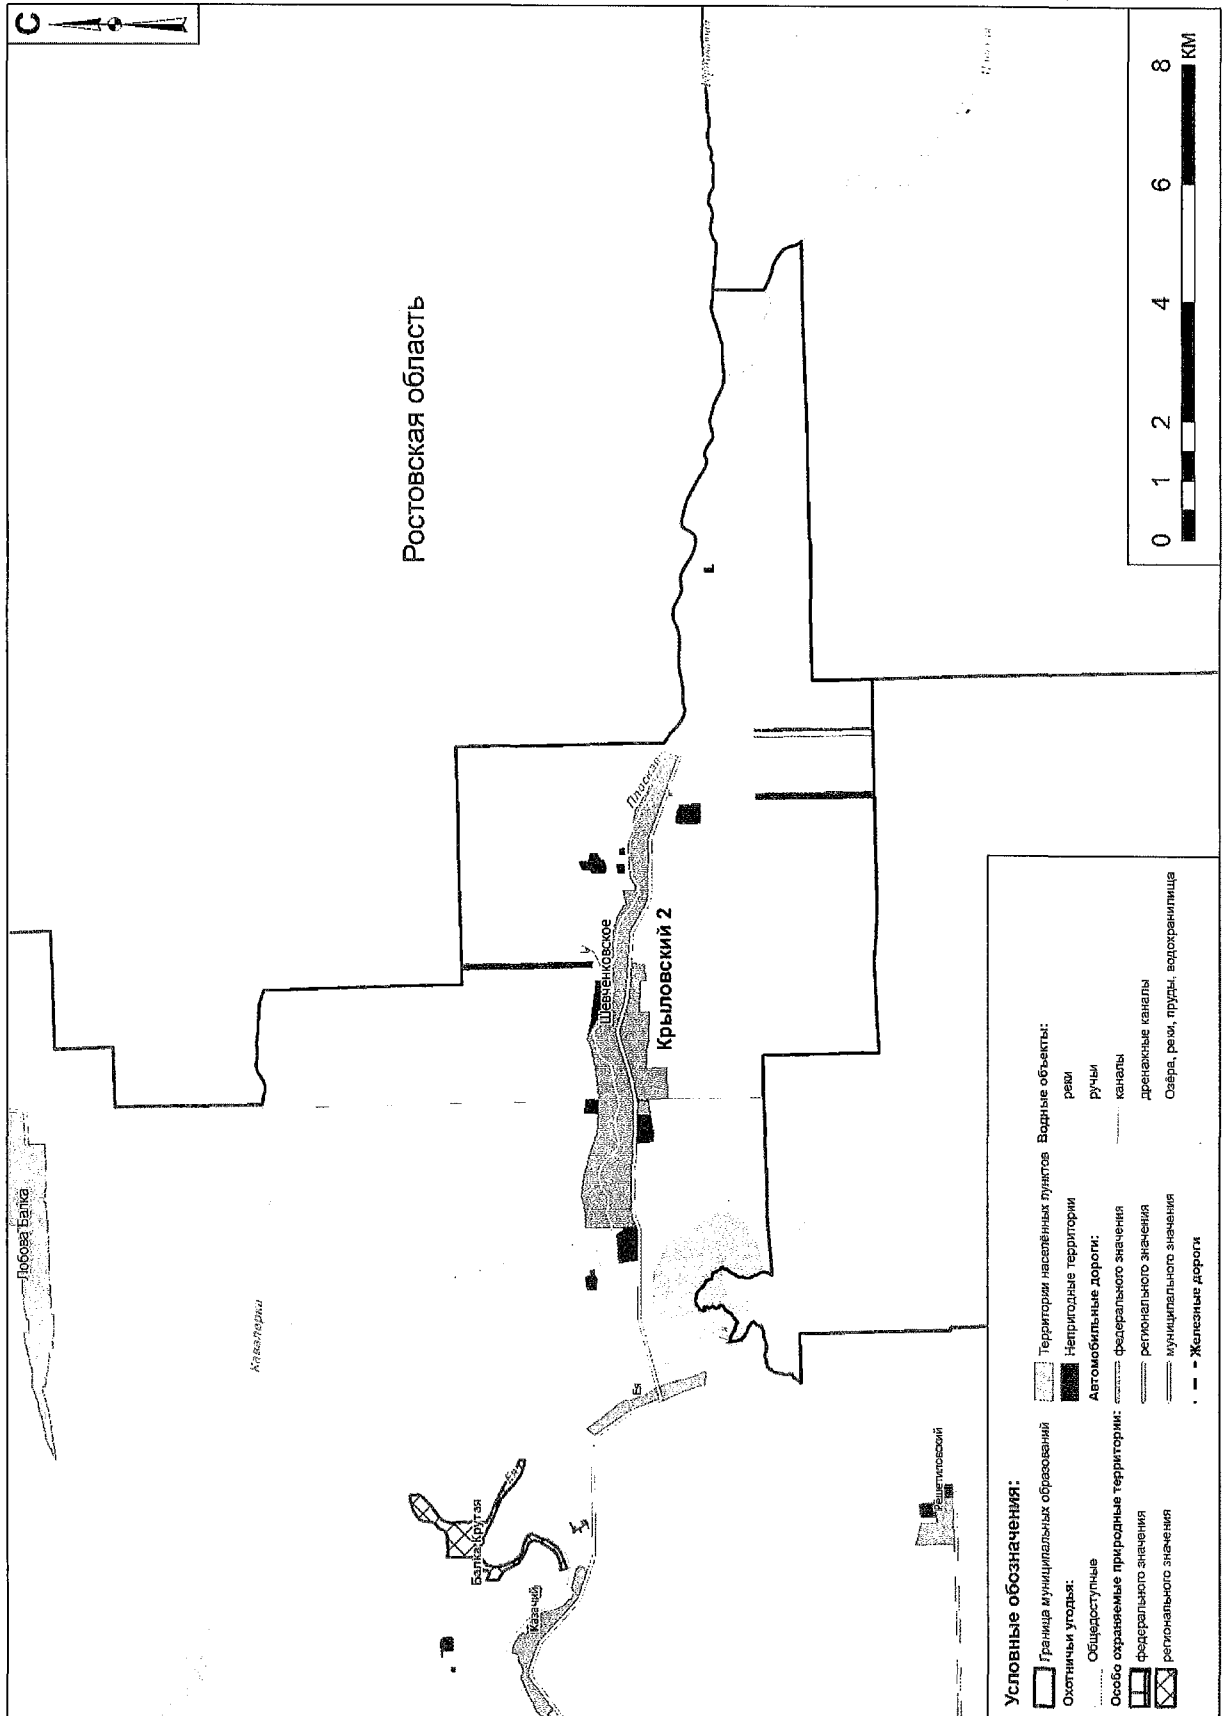 С
Ростовская область
Лобова Балка
Кавалерка
Плоская
Шевченковское
Крыловский 2
Ея
Ея
Балка Крутая
Казачий
Решетиловский
0 1 2 4 6 8
КМ
Условные обозначения:
Граница муниципальных образований
Охотничьи угодья:
Общедоступные
Особо охраняемые природные территории:
федерального значения
регионального значения
Территории населённых пунктов
Непригодные территории
Автомобильные дороги:
федерального значения
регионального значения
муниципального значения
Железные дороги
Водные объекты:
реки
ручьи
каналы
дренажные каналы
Озёра, реки, пруды, водохранилища